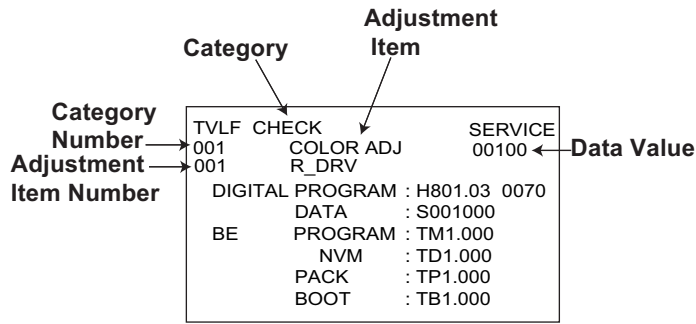 Adjustment
Item
Category
Category
Number
Adjustment
Item Number
Data Value
TVLF CHECK SERVICE
001 COLOR ADJ 00100
001 R_DRV
DIGITAL PROGRAM : H801.03 0070
DATA : S001000
BE PROGRAM : TM1.000
NVM : TD1.000
PACK : TP1.000
BOOT : TB1.000